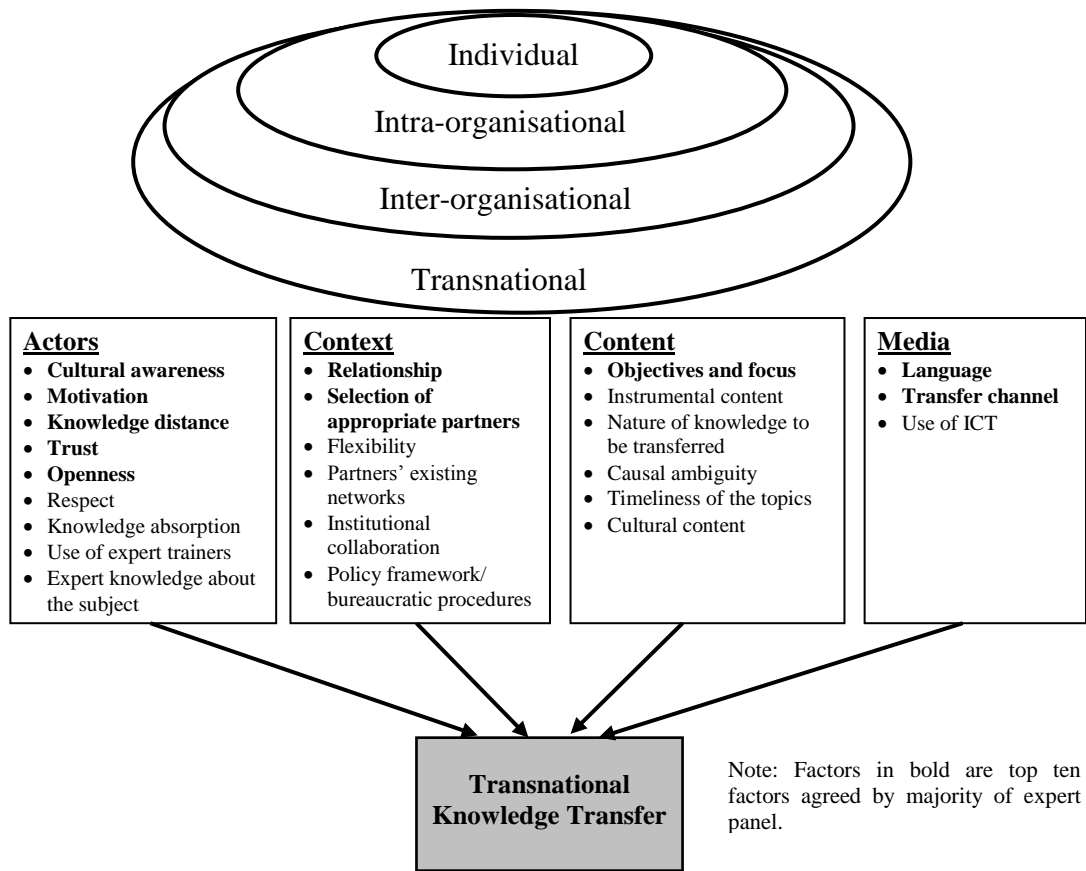 Individual
Intra-organisational
Inter-organisational
Transnational
Actors
• Cultural awareness
• Motivation
• Knowledge distance
• Trust
• Openness
• Respect
• Knowledge absorption
• Use of expert trainers
• Expert knowledge about
the subject
Context
• Relationship
• Selection of
appropriate partners
• Flexibility
• Partners’ existing
networks
• Institutional
collaboration
• Policy framework/
bureaucratic procedures
Content
• Objectives and focus
• Instrumental content
• Nature of knowledge to
be transferred
• Causal ambiguity
• Timeliness of the topics
• Cultural content
Media
• Language
• Transfer channel
• Use of ICT
Transnational
Knowledge Transfer
Note: Factors in bold are top ten
factors agreed by majority of expert
panel.